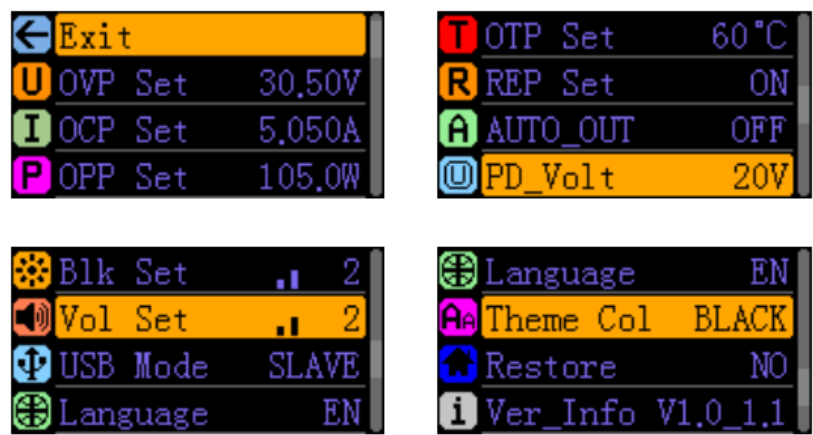 Exit
U OVP Set 30.50V
I OCP Set 5.050A
P OPP Set 105.0W
T OTP Set 60°C
R REP Set ON
A AUTO_OUT OFF
U PD_Volt 20V
Blk Set 2
Vol Set 2
USB Mode SLAVE
Language EN
Language EN
AA Theme Col BLACK
Restore NO
i Ver_Info V1.0_1.1